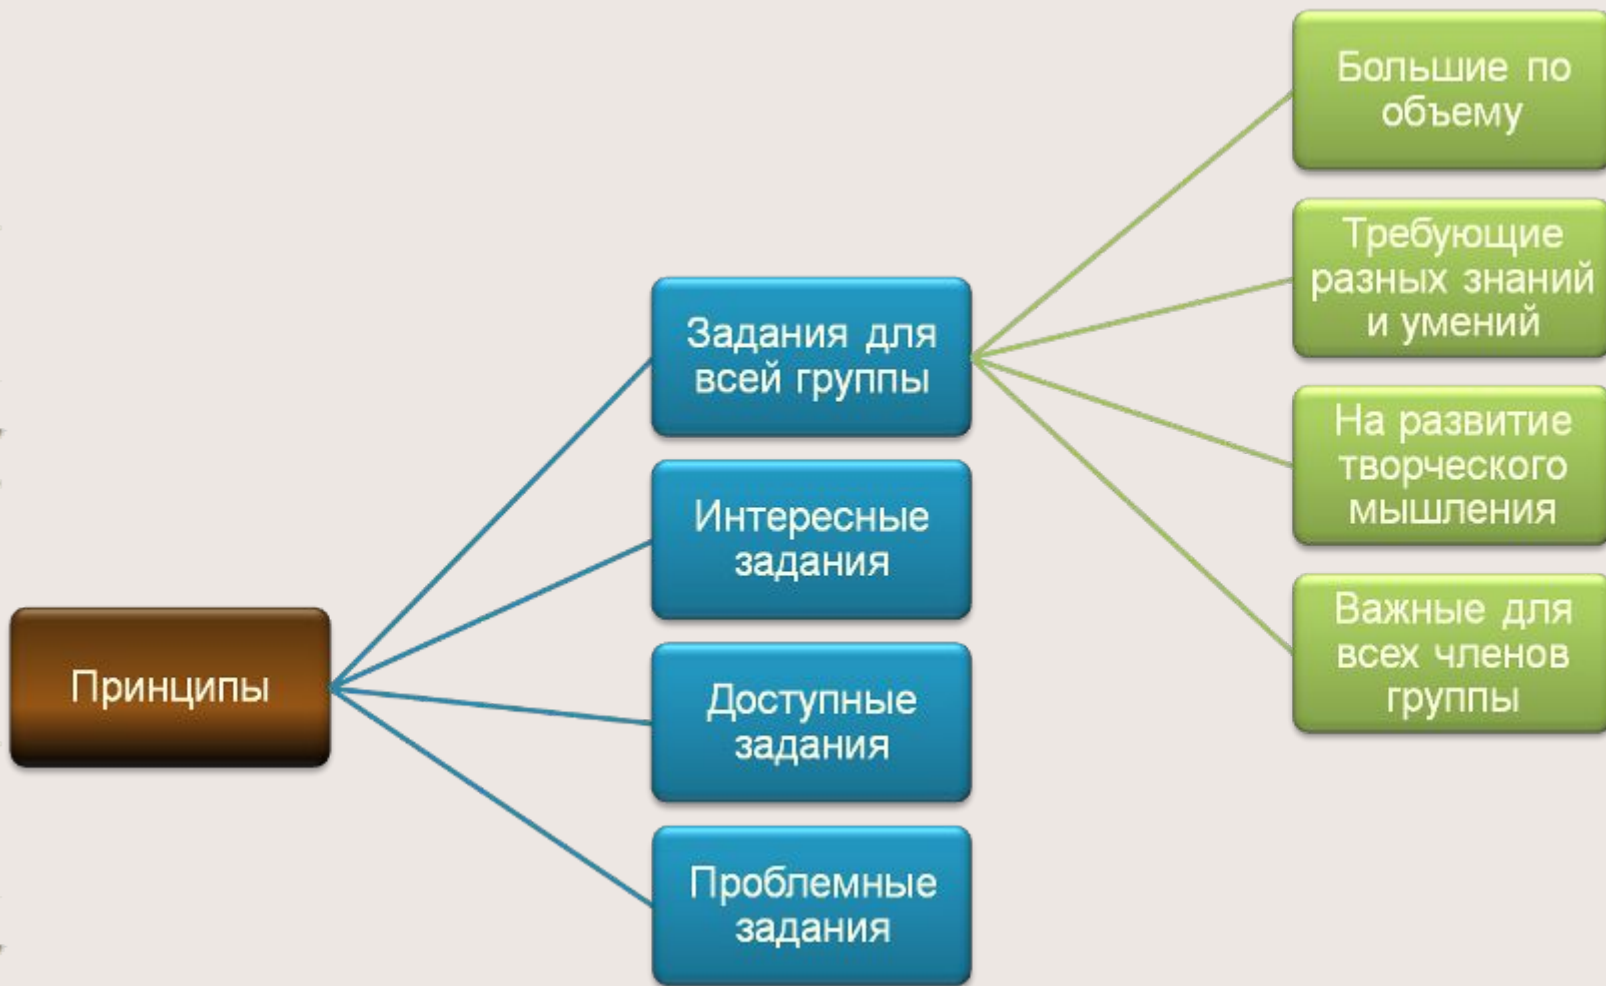 Принципы
Задания для
всей группы
Интересные
задания
Доступные
задания
Проблемные
задания
Большие по
объему
Требующие
разных знаний
и умений
На развитие
творческого
мышления
Важные для
всех членов
группы